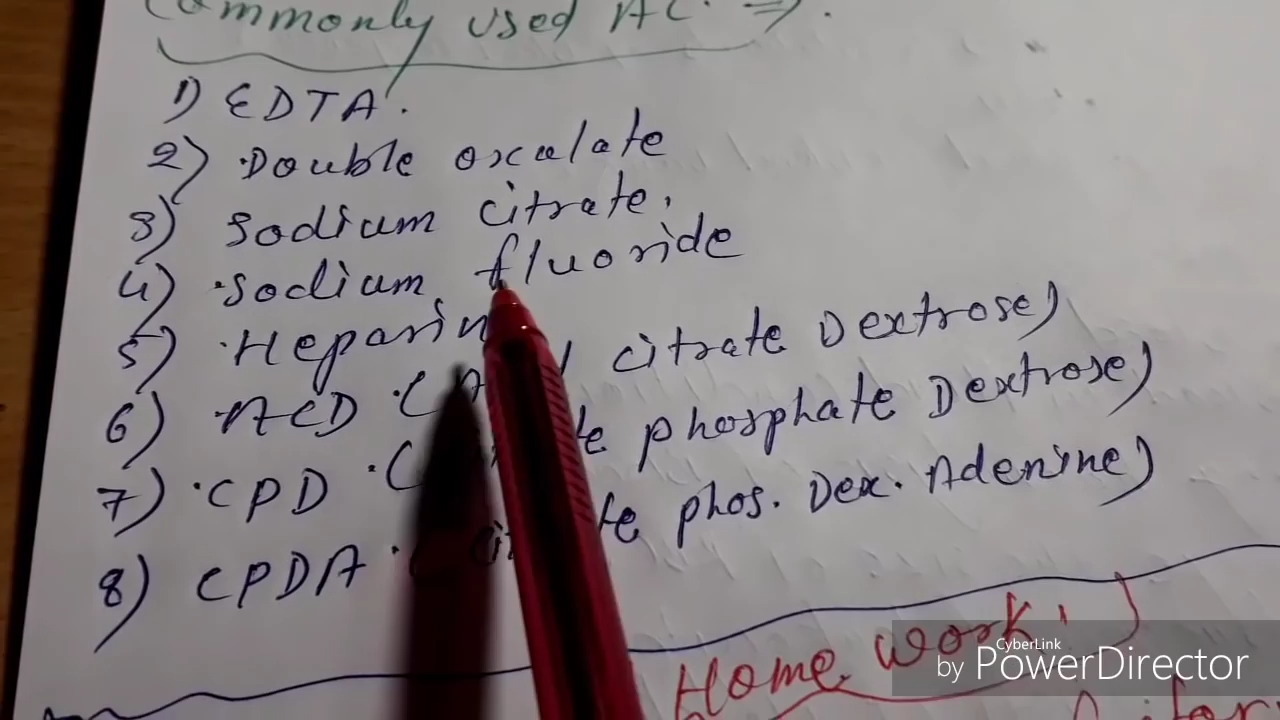 Commonly used AC. ⇒.
1) EDTA.
2) Double oxalate
3) Sodium citrate.
4) Sodium fluoride
5) Heparin
6) ACD ( citrate Dextrose)
7) CPD ( phosphate Dextrose)
8) CPDA ( phos. Dex. Adenine)
Home work!
CyberLink
by PowerDirector